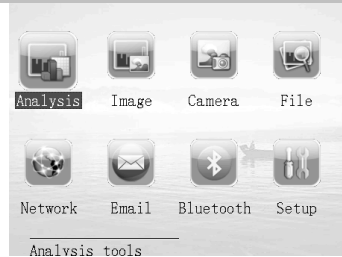 Analysis Image Camera File
Network Email Bluetooth Setup
Analysis tools